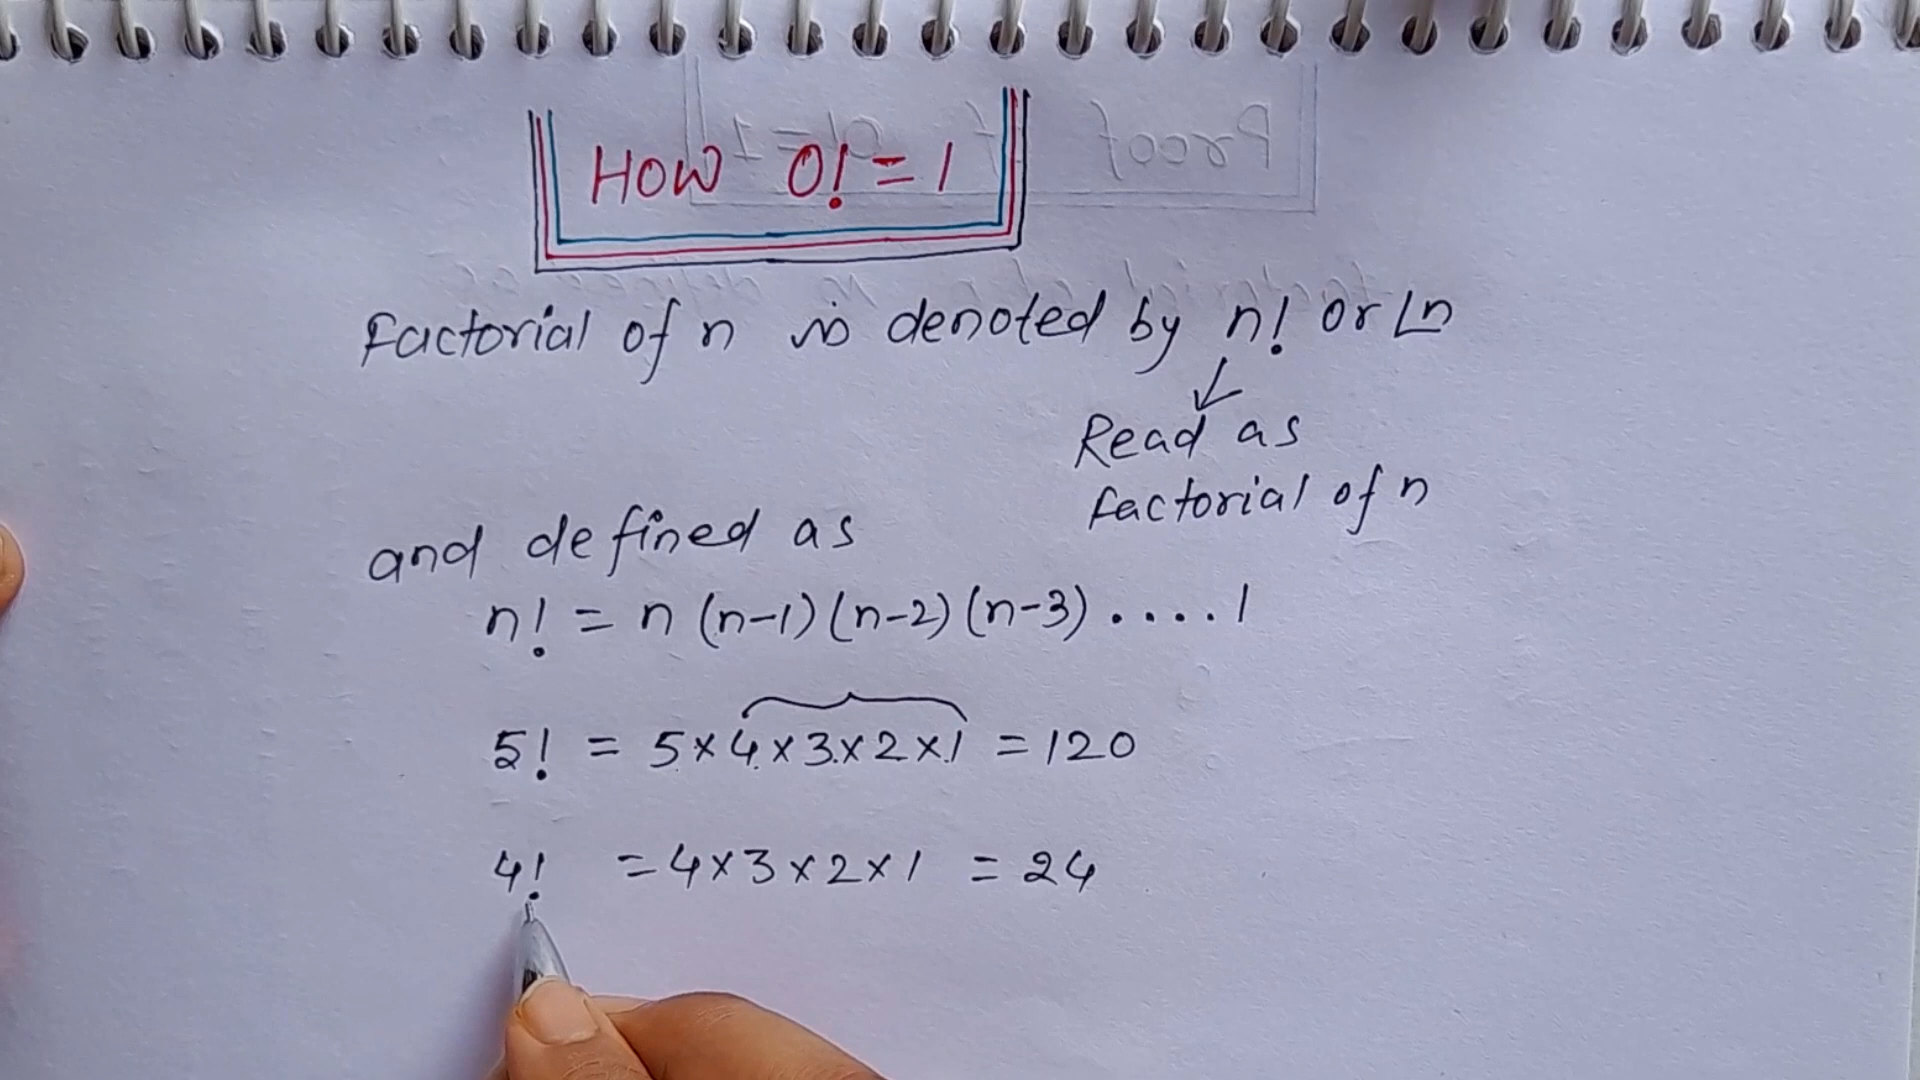 HOW 0! = 1
Factorial of n is denoted by n! or ∟n
Read as
factorial of n
and defined as
n! = n (n-1) (n-2) (n-3) .... 1
5! = 5×4×3×2×1 = 120
4! = 4×3×2×1 = 24